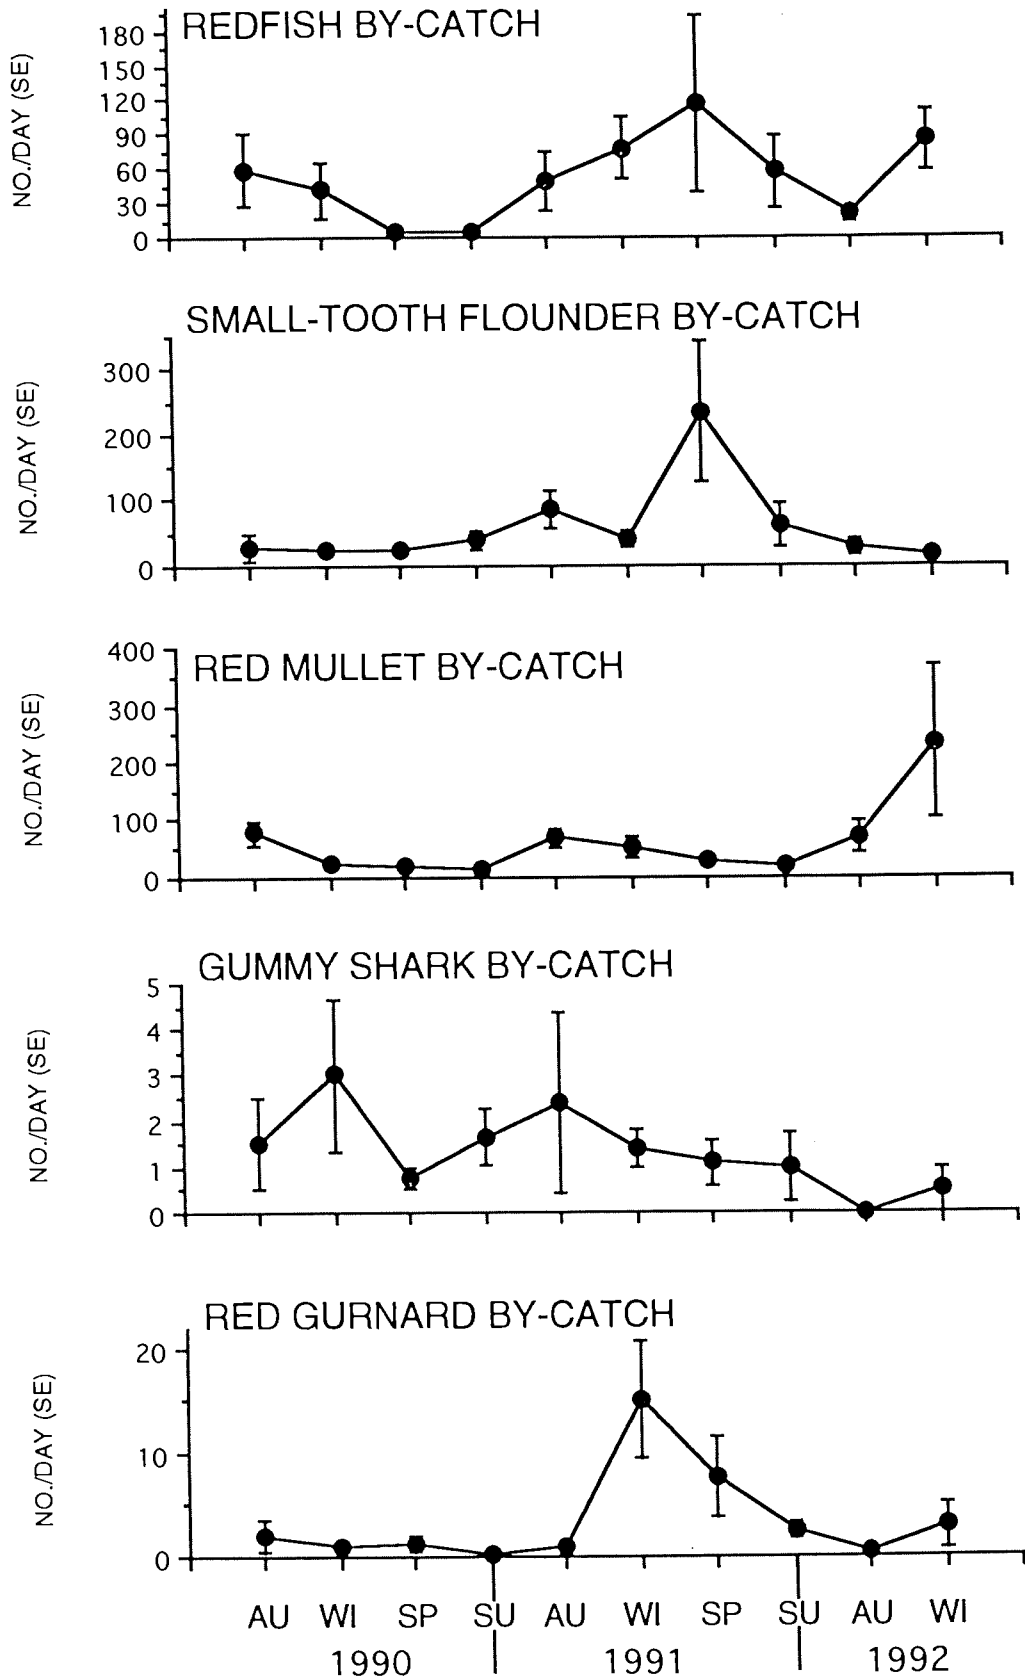 REDFISH BY-CATCH
NO./DAY (SE)
180
150
120
90
60
30
0
SMALL-TOOTH FLOUNDER BY-CATCH
NO./DAY (SE)
300
200
100
0
RED MULLET BY-CATCH
NO./DAY (SE)
400
300
200
100
0
GUMMY SHARK BY-CATCH
NO./DAY (SE)
5
4
3
2
1
0
RED GURNARD BY-CATCH
NO./DAY (SE)
20
10
0
AU WI SP SU AU WI SP SU AU WI
1990 1991 1992